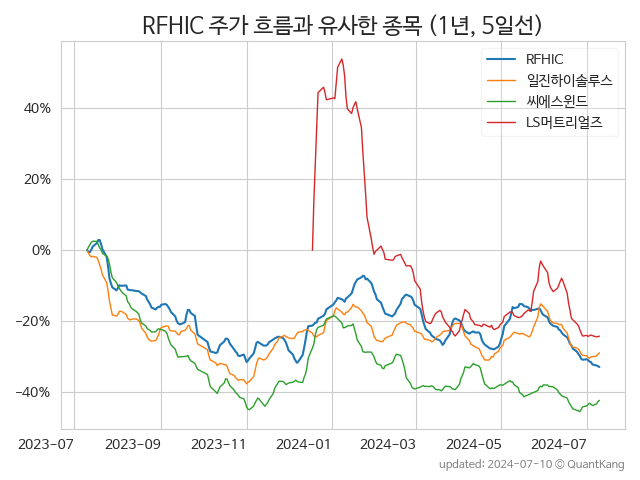 RFHIC 주가 흐름과 유사한 종목 (1년, 5일선)
RFHIC
일진하이솔루스
씨에스윈드
LS머트리얼즈
40%
20%
0%
−20%
−40%
2023-07 2023-09 2023-11 2024-01 2024-03 2024-05 2024-07
updated: 2024-07-10 © QuantKang